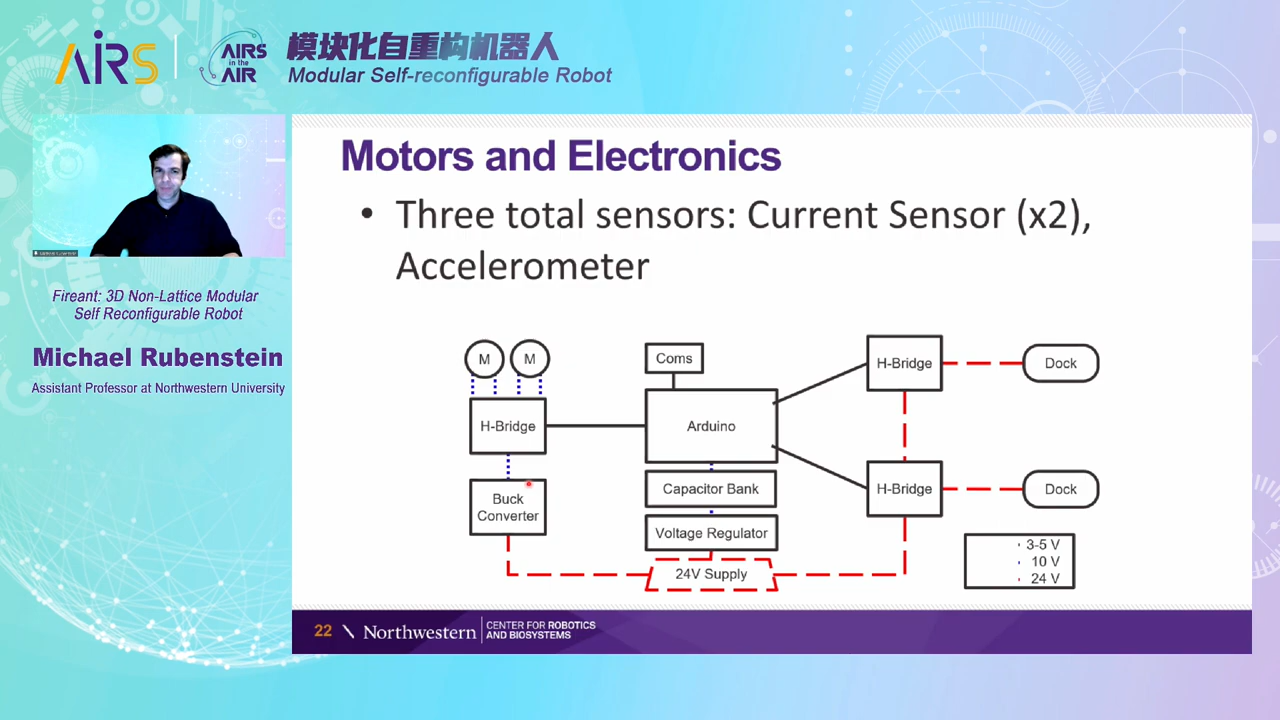 AIRS
AIRS
in the
AIR
模块化自重构机器人
Modular Self-reconfigurable Robot
Fireant: 3D Non-Lattice Modular
Self Reconfigurable Robot
Michael Rubenstein
Assistant Professor at Northwestern University
Motors and Electronics
• Three total sensors: Current Sensor (x2),
Accelerometer
M
M
Coms
H-Bridge
Dock
H-Bridge
Arduino
Capacitor Bank
H-Bridge
Dock
Buck
Converter
Voltage Regulator
24V Supply
3-5 V
10 V
24 V
22
Northwestern
CENTER FOR ROBOTICS
AND BIOSYSTEMS